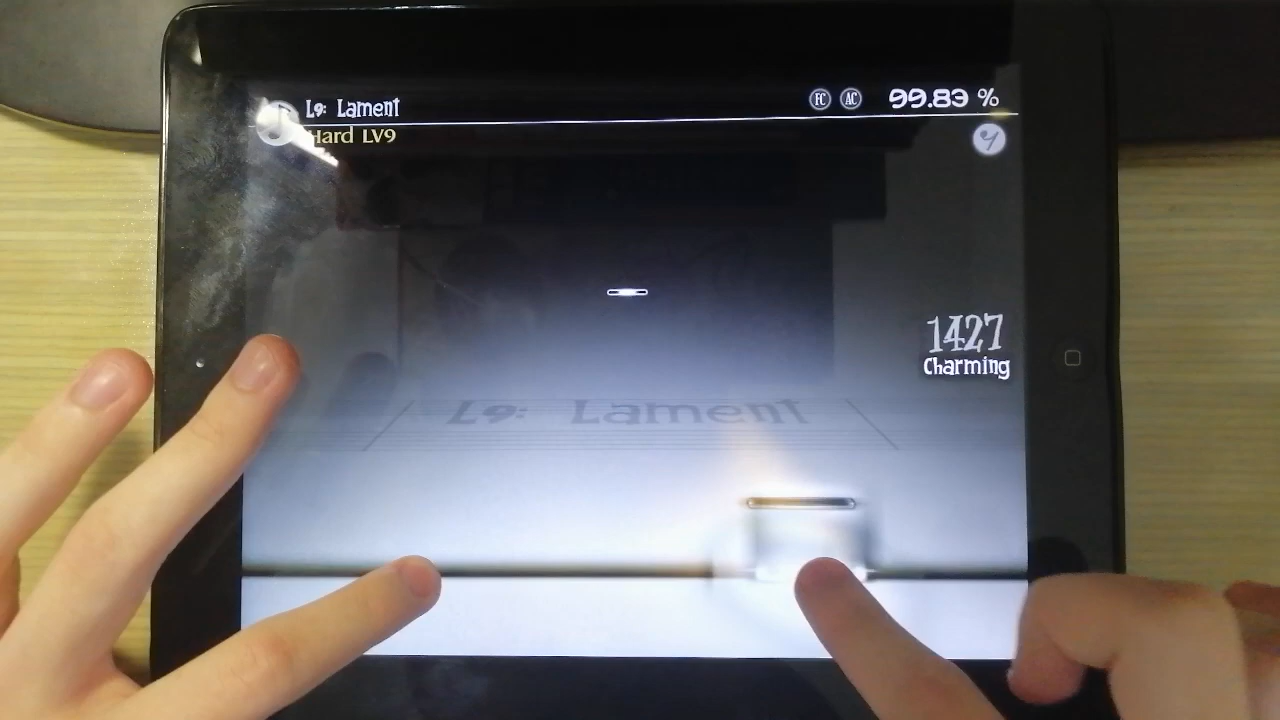 L9: Lament
FC AC 99.83 %
Hard LV9
1427
Charming
L9: Lament